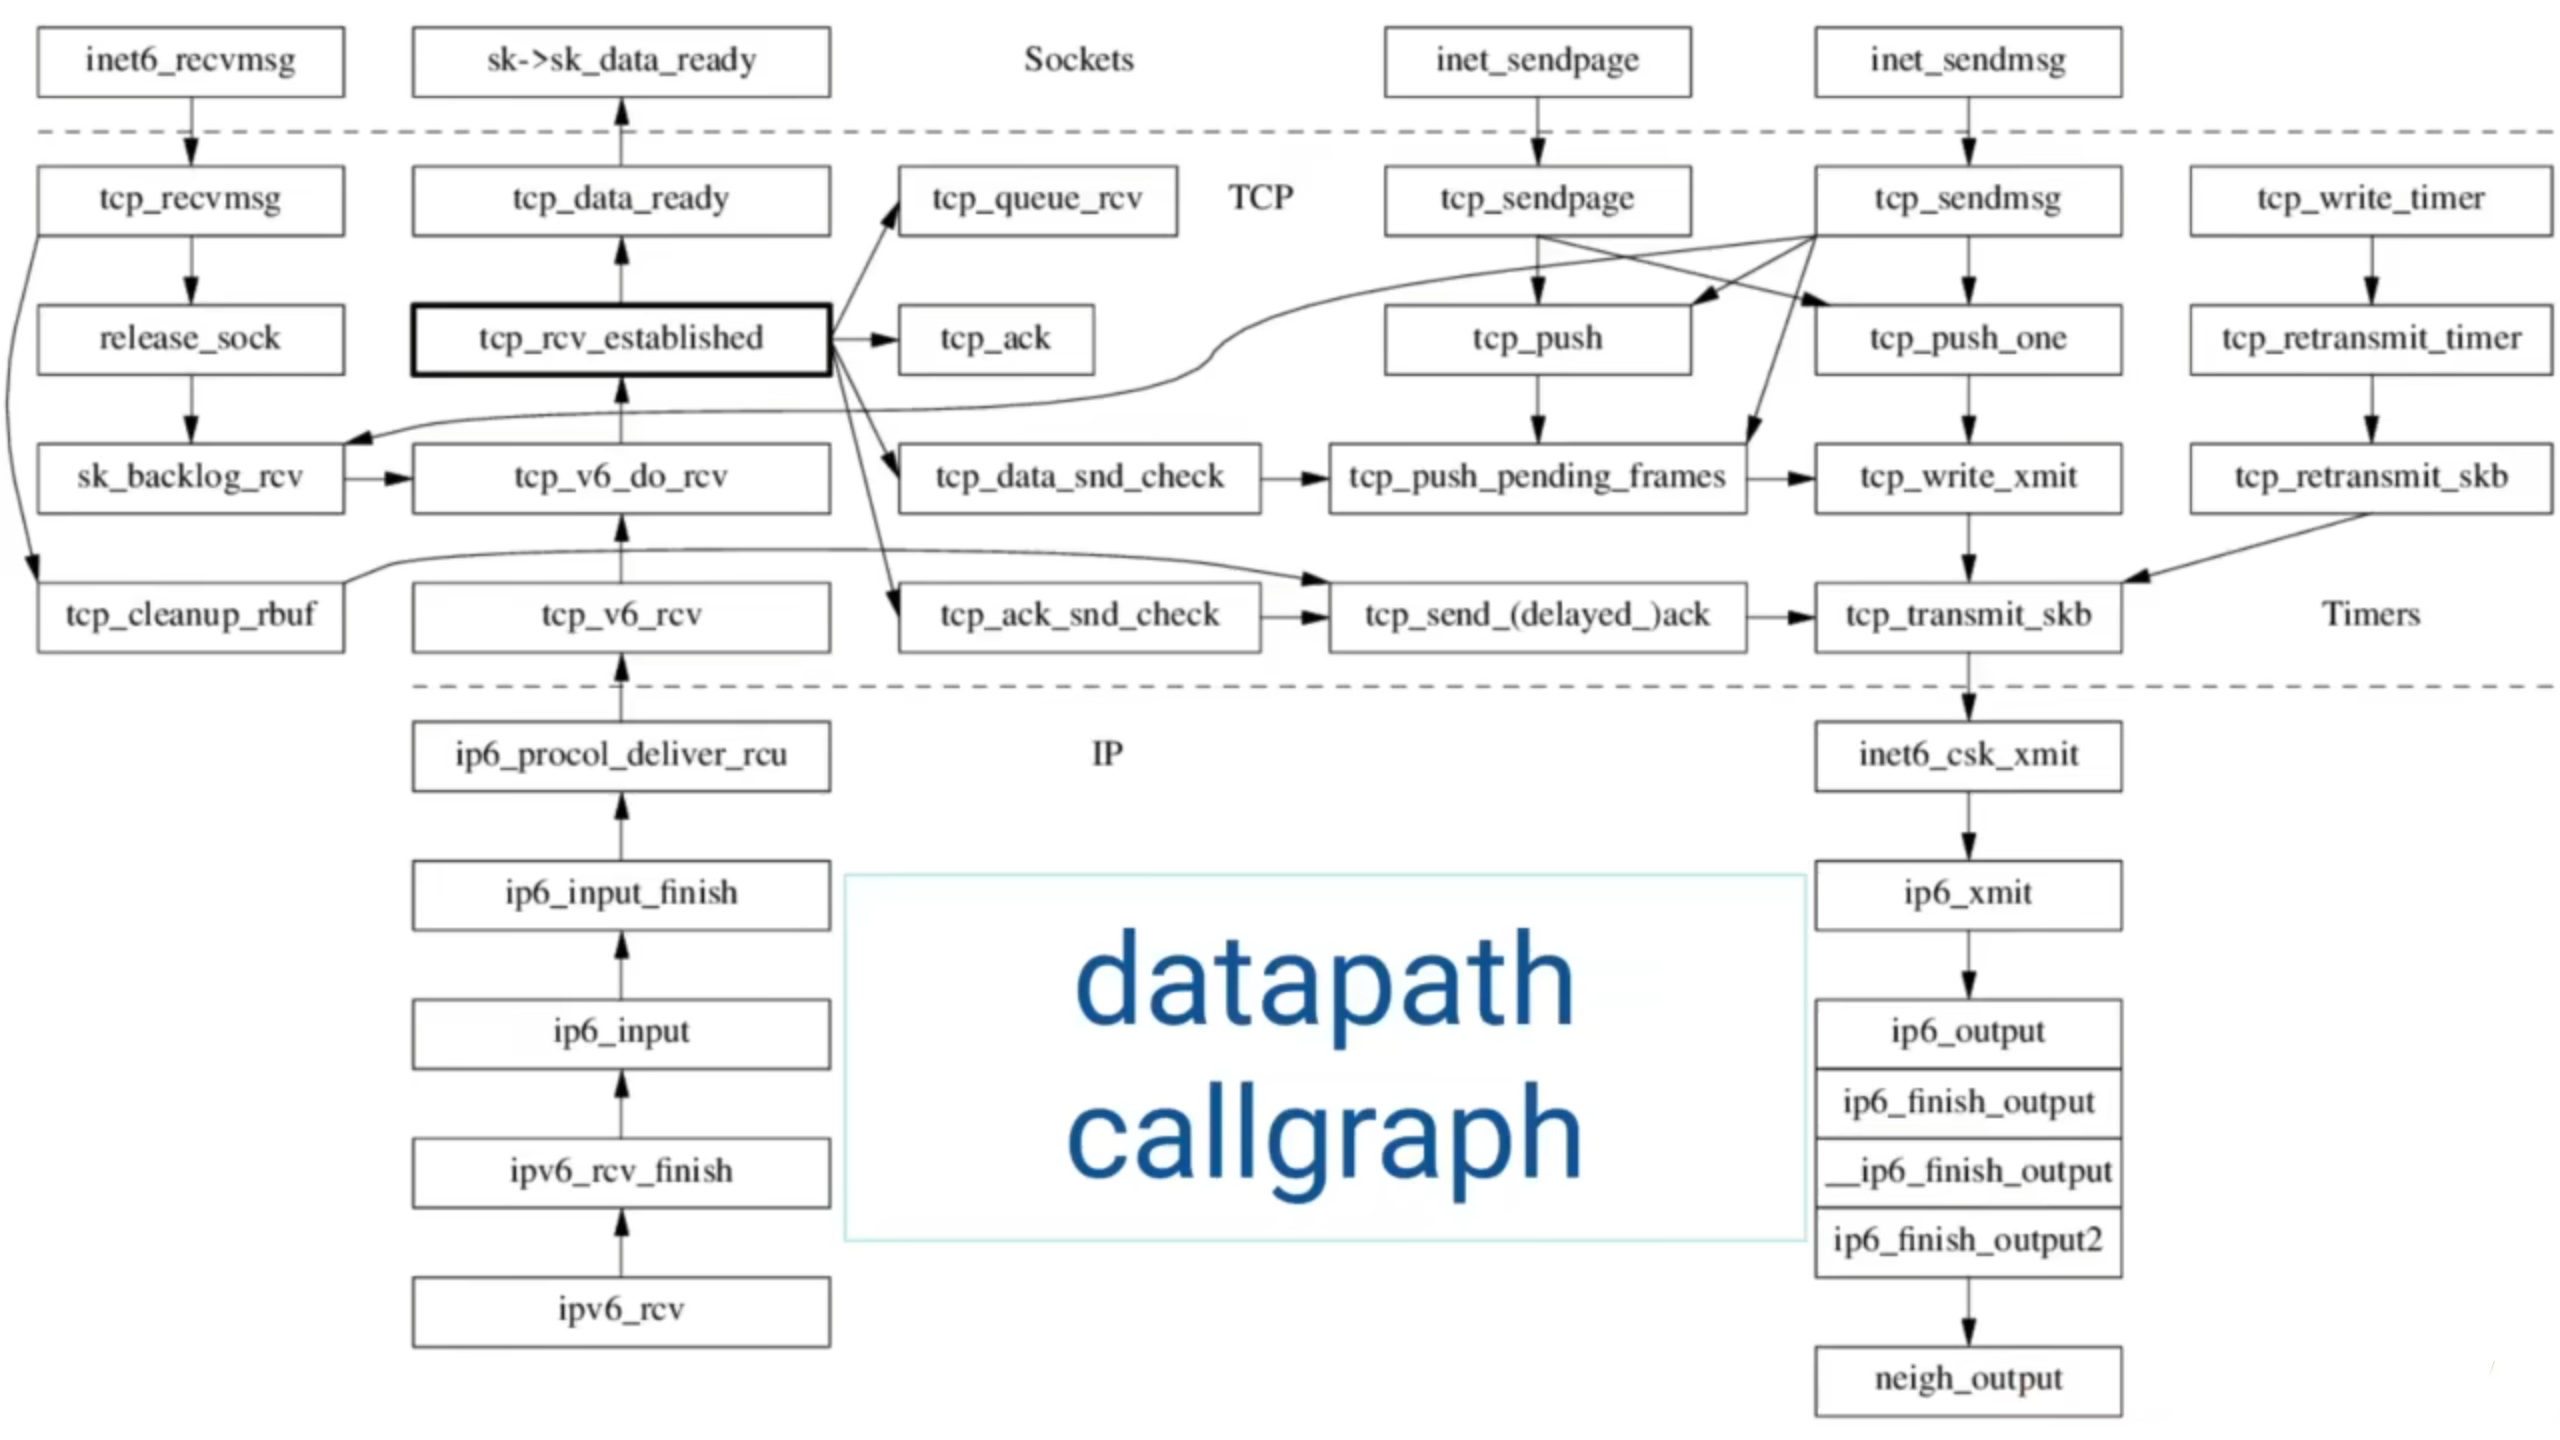 inet6_recvmsg
sk->sk_data_ready
Sockets
inet_sendpage
inet_sendmsg
tcp_recvmsg
tcp_data_ready
tcp_queue_rcv
TCP
tcp_sendpage
tcp_sendmsg
tcp_write_timer
release_sock
tcp_rcv_established
tcp_ack
tcp_push
tcp_push_one
tcp_retransmit_timer
sk_backlog_rcv
tcp_v6_do_rcv
tcp_data_snd_check
tcp_push_pending_frames
tcp_write_xmit
tcp_retransmit_skb
tcp_cleanup_rbuf
tcp_v6_rcv
tcp_ack_snd_check
tcp_send_(delayed_)ack
tcp_transmit_skb
Timers
ip6_procol_deliver_rcu
IP
inet6_csk_xmit
ip6_input_finish
ip6_xmit
datapath
callgraph
ip6_input
ip6_output
ip6_finish_output
ipv6_rcv_finish
__ip6_finish_output
ip6_finish_output2
ipv6_rcv
neigh_output